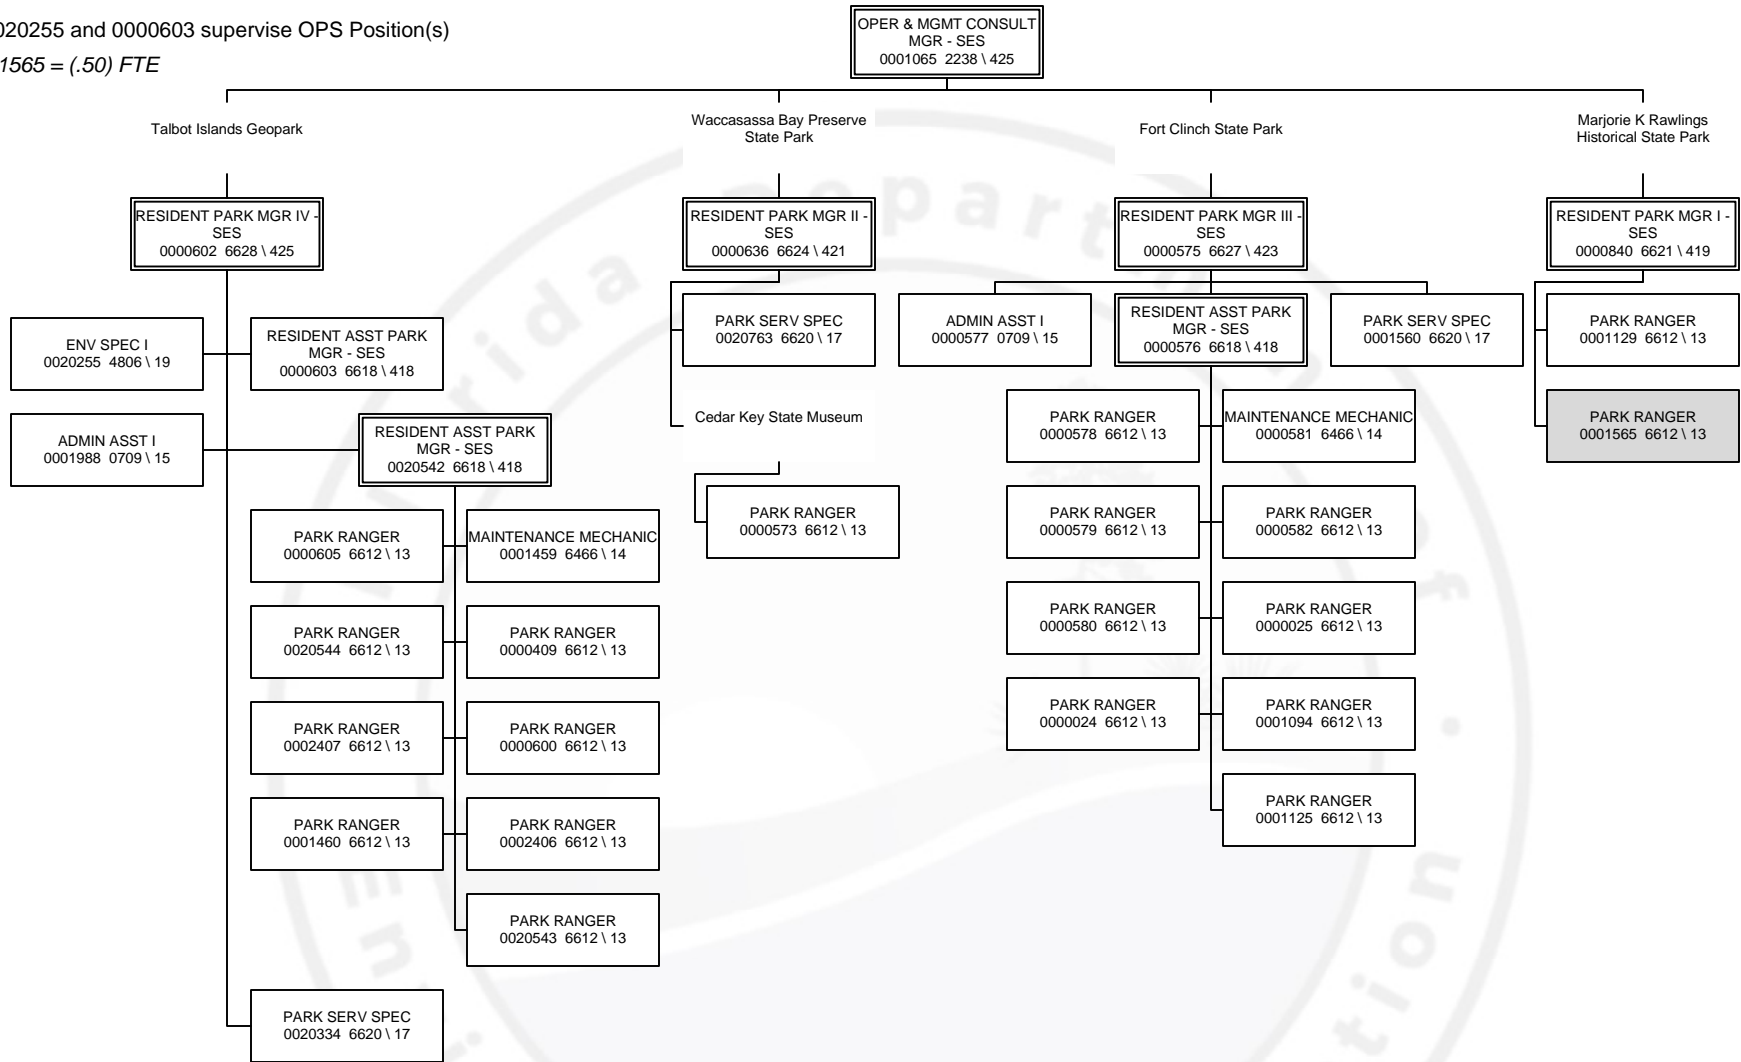 020255 and 0000603 supervise OPS Position(s)
1565 = (.50) FTE
OPER & MGMT CONSULT
MGR - SES
0001065 2238 \ 425
Talbot Islands Geopark
Waccasassa Bay Preserve
State Park
Fort Clinch State Park
Marjorie K Rawlings
Historical State Park
RESIDENT PARK MGR IV -
SES
0000602 6628 \ 425
RESIDENT PARK MGR II -
SES
0000636 6624 \ 421
RESIDENT PARK MGR III -
SES
0000575 6627 \ 423
RESIDENT PARK MGR I -
SES
0000840 6621 \ 419
ENV SPEC I
0020255 4806 \ 19
RESIDENT ASST PARK
MGR - SES
0000603 6618 \ 418
PARK SERV SPEC
0020763 6620 \ 17
ADMIN ASST I
0000577 0709 \ 15
RESIDENT ASST PARK
MGR - SES
0000576 6618 \ 418
PARK SERV SPEC
0001560 6620 \ 17
PARK RANGER
0001129 6612 \ 13
ADMIN ASST I
0001988 0709 \ 15
RESIDENT ASST PARK
MGR - SES
0020542 6618 \ 418
Cedar Key State Museum
PARK RANGER
0000578 6612 \ 13
MAINTENANCE MECHANIC
0000581 6466 \ 14
PARK RANGER
0001565 6612 \ 13
PARK RANGER
0000605 6612 \ 13
MAINTENANCE MECHANIC
0001459 6466 \ 14
PARK RANGER
0000573 6612 \ 13
PARK RANGER
0000579 6612 \ 13
PARK RANGER
0000582 6612 \ 13
PARK RANGER
0020544 6612 \ 13
PARK RANGER
0000409 6612 \ 13
PARK RANGER
0000580 6612 \ 13
PARK RANGER
0000025 6612 \ 13
PARK RANGER
0002407 6612 \ 13
PARK RANGER
0000600 6612 \ 13
PARK RANGER
0000024 6612 \ 13
PARK RANGER
0001094 6612 \ 13
PARK RANGER
0001460 6612 \ 13
PARK RANGER
0002406 6612 \ 13
PARK RANGER
0001125 6612 \ 13
PARK RANGER
0020543 6612 \ 13
PARK SERV SPEC
0020334 6620 \ 17